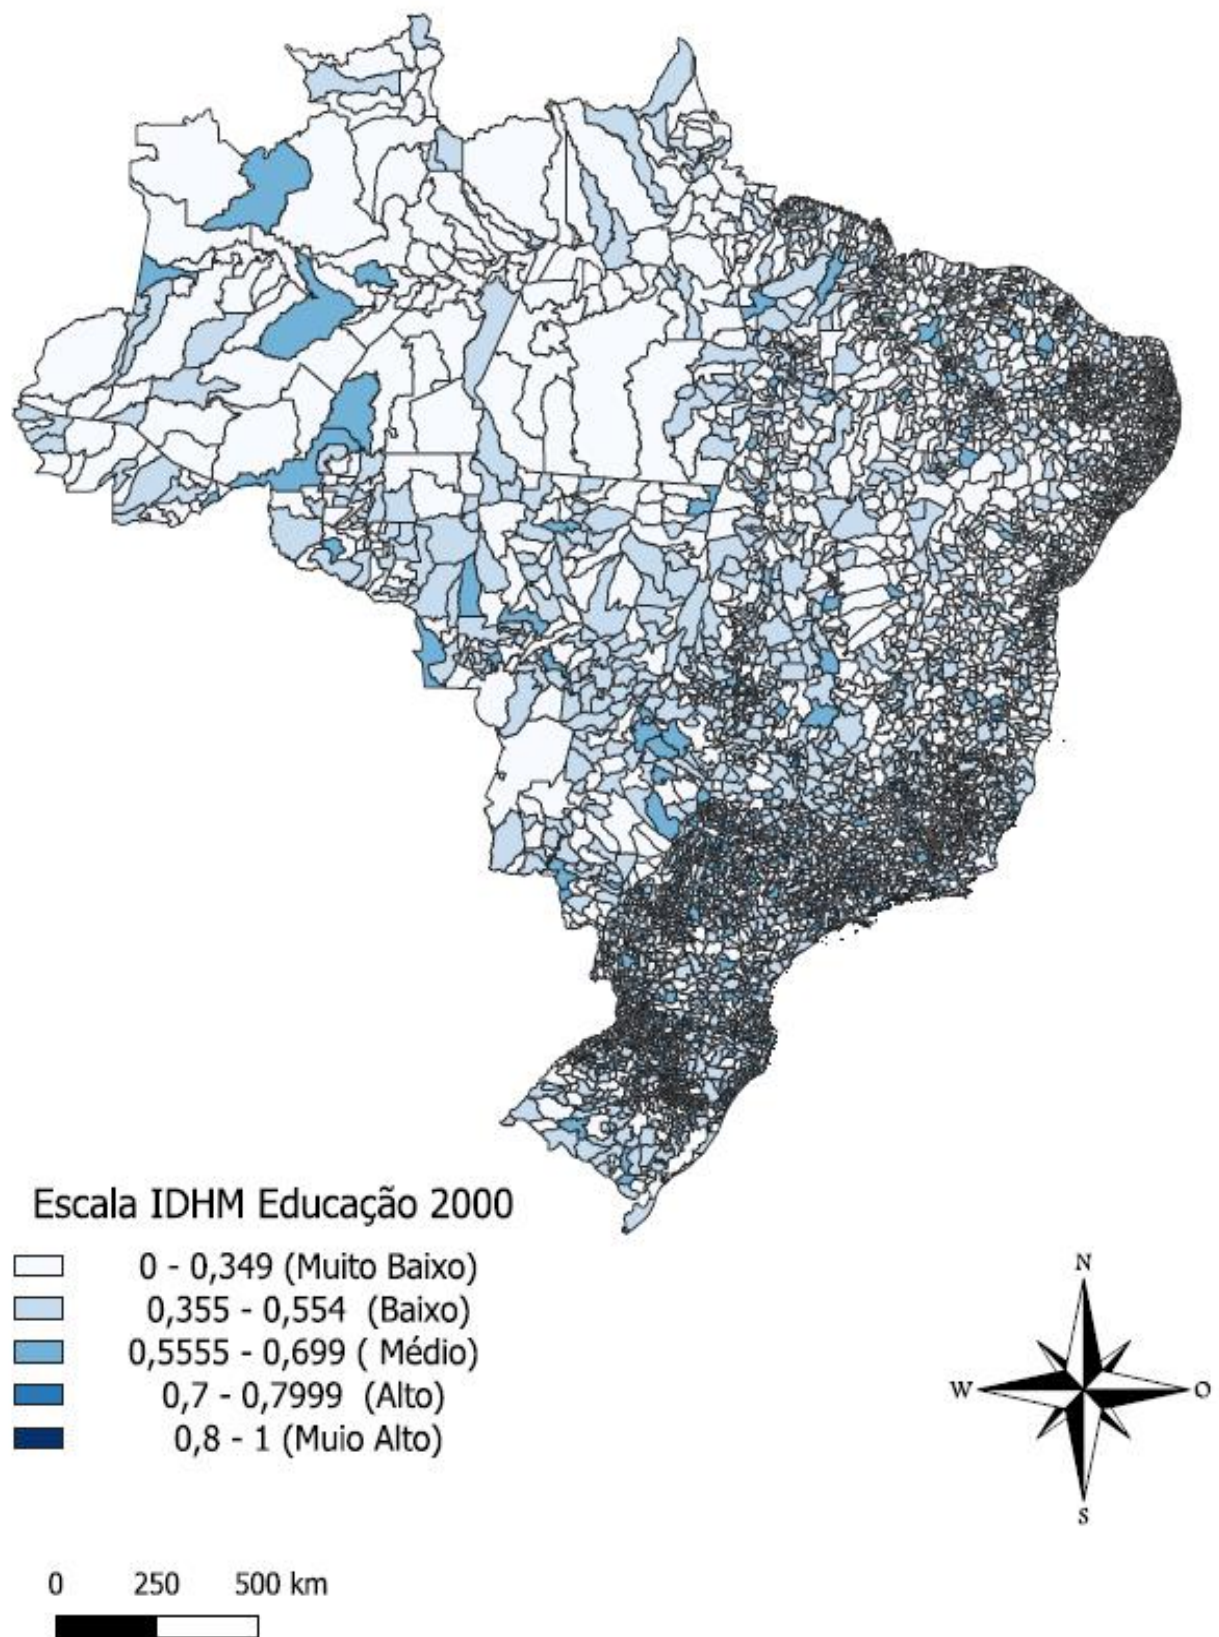 Escala IDHM Educação 2000
0 - 0,349 (Muito Baixo)
0,355 - 0,554 (Baixo)
0,5555 - 0,699 ( Médio)
0,7 - 0,7999 (Alto)
0,8 - 1 (Muio Alto)
N
W O
S
0 250 500 km